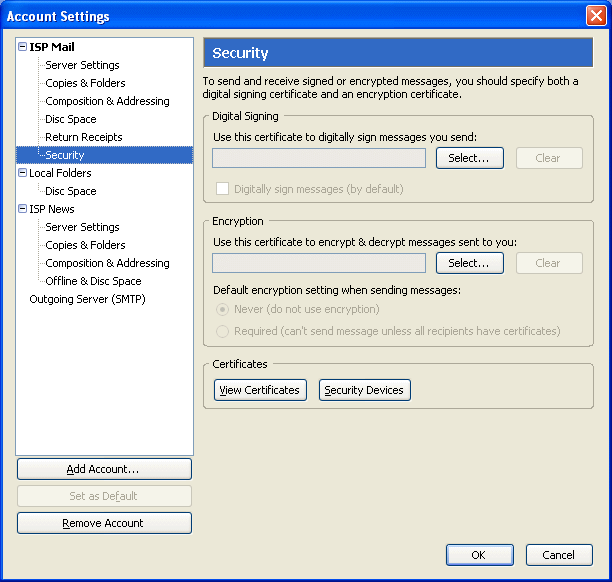 Account Settings
ISP Mail
Server Settings
Copies & Folders
Composition & Addressing
Disc Space
Return Receipts
Security
Local Folders
Disc Space
ISP News
Server Settings
Copies & Folders
Composition & Addressing
Offline & Disc Space
Outgoing Server (SMTP)
Add Account...
Set as Default
Remove Account
Security
To send and receive signed or encrypted messages, you should specify both a
digital signing certificate and an encryption certificate.
Digital Signing
Use this certificate to digitally sign messages you send:
Select... Clear
Digitally sign messages (by default)
Encryption
Use this certificate to encrypt & decrypt messages sent to you:
Select... Clear
Default encryption setting when sending messages:
Never (do not use encryption)
Required (can't send message unless all recipients have certificates)
Certificates
View Certificates Security Devices
OK Cancel